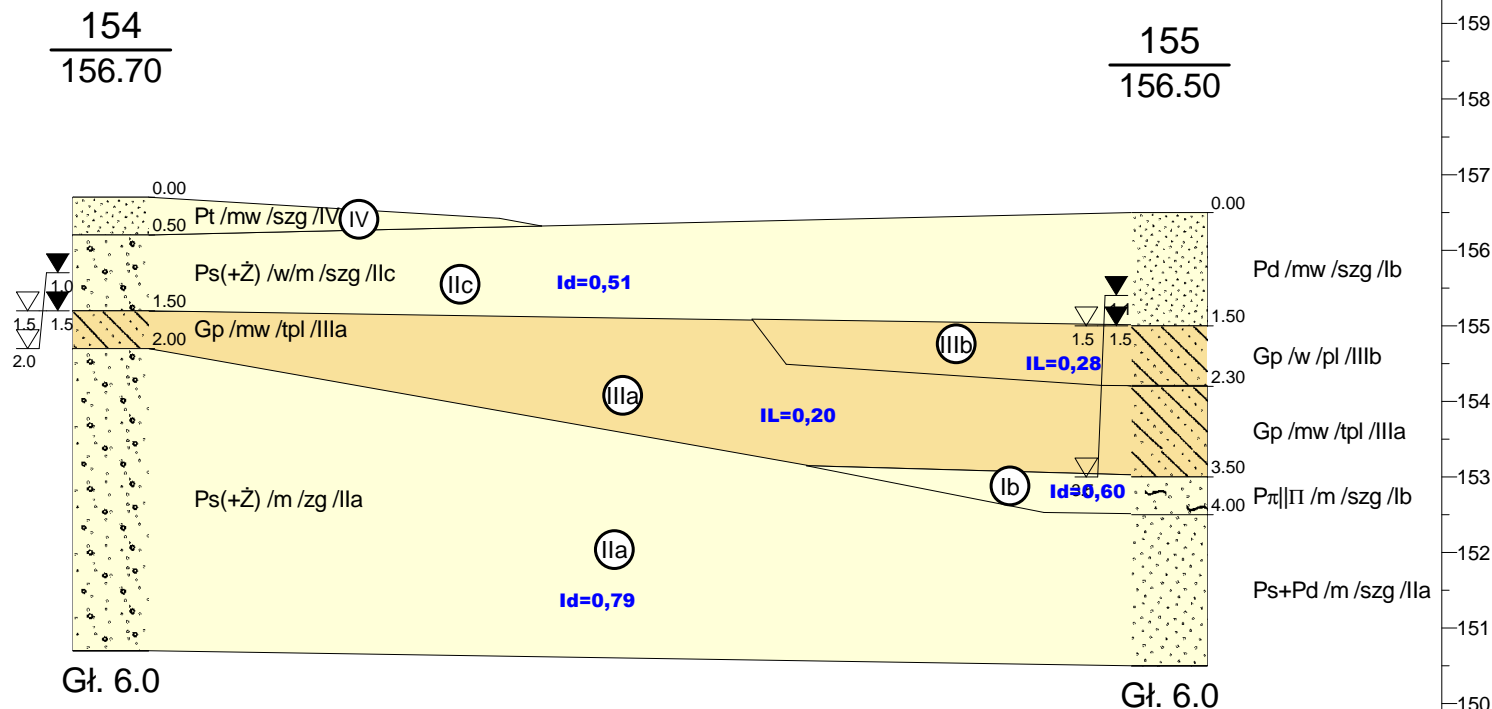 154
156.70
155
156.50
159
158
157
156
155
154
153
152
151
150
0.00
0.50
1.50
2.00
Pt /mw /szg /IV
IV
Ps(+Ż) /w/m /szg /IIc
IIc
Id=0,51
Gp /mw /tpl /IIIa
IIIa
IL=0,20
IIIb
IL=0,28
Ib
Id=0,60
Ps(+Ż) /m /zg /IIa
IIa
Id=0,79
1.0
1.5
1.5
2.0
1.5
1.5
0.00
1.50
2.30
3.50
4.00
Pd /mw /szg /Ib
Gp /w /pl /IIIb
Gp /mw /tpl /IIIa
Pπ||Π /m /szg /Ib
Ps+Pd /m /szg /IIa
Gł. 6.0
Gł. 6.0